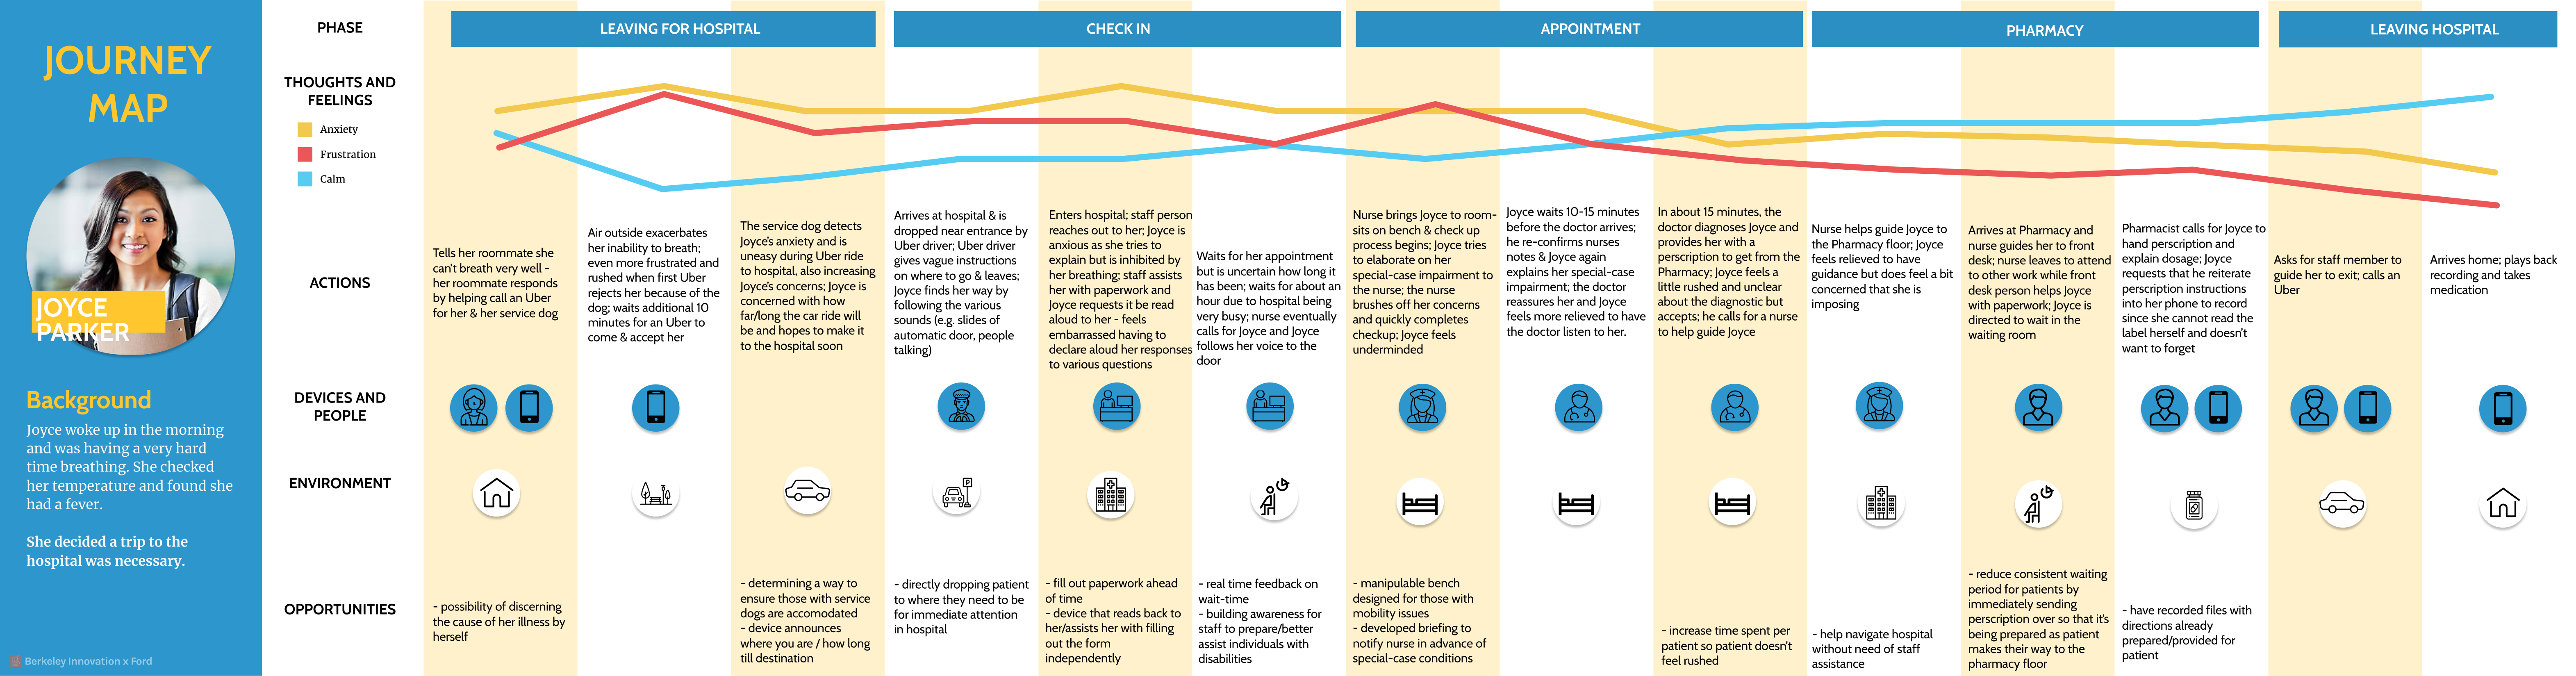 JOURNEY
MAP
JOYCE
PARKER
Background
Joyce woke up in the morning
and was having a very hard
time breathing. She checked
her temperature and found she
had a fever.
She decided a trip to the
hospital was necessary.
Berkeley Innovation x Ford
PHASE
LEAVING FOR HOSPITAL
CHECK IN
APPOINTMENT
PHARMACY
LEAVING HOSPITAL
THOUGHTS AND
FEELINGS
Anxiety
Frustration
Calm
ACTIONS
Tells her roommate she
can't breath very well -
her roommate responds
by helping call an Uber
for her & her service dog
Air outside exacerbates
her inability to breath;
even more frustrated and
rushed when first Uber
rejects her because of the
dog; waits additional 10
minutes for an Uber to
come & accept her
The service dog detects
Joyce's anxiety and is
uneasy during Uber ride
to hospital, also increasing
Joyce's concerns; Joyce is
concerned with how
far/long the car ride will
be and hopes to make it
to the hospital soon
Arrives at hospital & is
dropped near entrance by
Uber driver; Uber driver
gives vague instructions
on where to go & leaves;
Joyce finds her way by
following the various
sounds (e.g. slides of
automatic door, people
talking)
Enters hospital; staff person
reaches out to her; Joyce is
anxious as she tries to
explain but is inhibited by
her breathing; staff assists
her with paperwork and
Joyce requests it be read
aloud to her - feels
embarrassed having to
declare aloud her responses
to various questions
Waits for her appointment
but is uncertain how long it
has been; waits for about an
hour due to hospital being
very busy; nurse eventually
calls for Joyce and Joyce
follows her voice to the
door
Nurse brings Joyce to room-
sits on bench & check up
process begins; Joyce tries
to elaborate on her
special-case impairment to
the nurse; the nurse
brushes off her concerns
and quickly completes
checkup; Joyce feels
underminded
Joyce waits 10-15 minutes
before the doctor arrives;
he re-confirms nurses
notes & Joyce again
explains her special-case
impairment; the doctor
reassures her and Joyce
feels more relieved to have
the doctor listen to her.
In about 15 minutes, the
doctor diagnoses Joyce and
provides her with a
perscription to get from the
Pharmacy; Joyce feels a
little rushed and unclear
about the diagnostic but
accepts; he calls for a nurse
to help guide Joyce
Nurse helps guide Joyce to
the Pharmacy floor; Joyce
feels relieved to have
guidance but does feel a bit
concerned that she is
imposing
Arrives at Pharmacy and
nurse guides her to front
desk; nurse leaves to attend
to other work while front
desk person helps Joyce
with paperwork; Joyce is
directed to wait in the
waiting room
Pharmacist calls for Joyce to
hand perscription and
explain dosage; Joyce
requests that he reiterate
perscription instructions
into her phone to record
since she cannot read the
label herself and doesn't
want to forget
Asks for staff member to
guide her to exit; calls an
Uber
Arrives home; plays back
recording and takes
medication
DEVICES AND
PEOPLE
ENVIRONMENT
P
OPPORTUNITIES
- possibility of discerning
the cause of her illness by
herself
- determining a way to
ensure those with service
dogs are accomodated
- device announces
where you are / how long
till destination
- directly dropping patient
to where they need to be
for immediate attention
in hospital
- fill out paperwork ahead
of time
- device that reads back to
her/assists her with filling
out the form
independently
- real time feedback on
wait-time
- building awareness for
staff to prepare/better
assist individuals with
disabilities
- manipulable bench
designed for those with
mobility issues
- developed briefing to
notify nurse in advance of
special-case conditions
- increase time spent per
patient so patient doesn't
feel rushed
- help navigate hospital
without need of staff
assistance
- reduce consistent waiting
period for patients by
immediately sending
perscription over so that it's
being prepared as patient
makes their way to the
pharmacy floor
- have recorded files with
directions already
prepared/provided for
patient